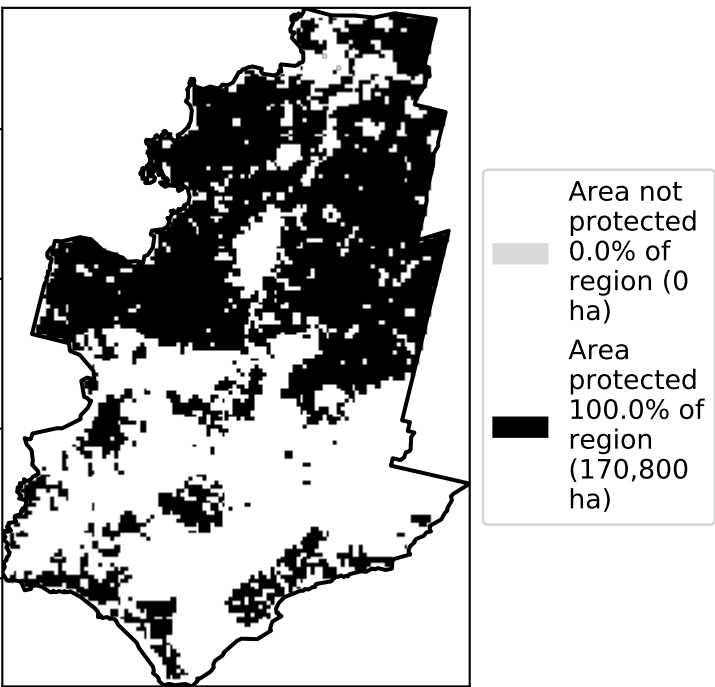 Area not
protected
0.0% of
region (0
ha)
Area
protected
100.0% of
region
(170,800
ha)